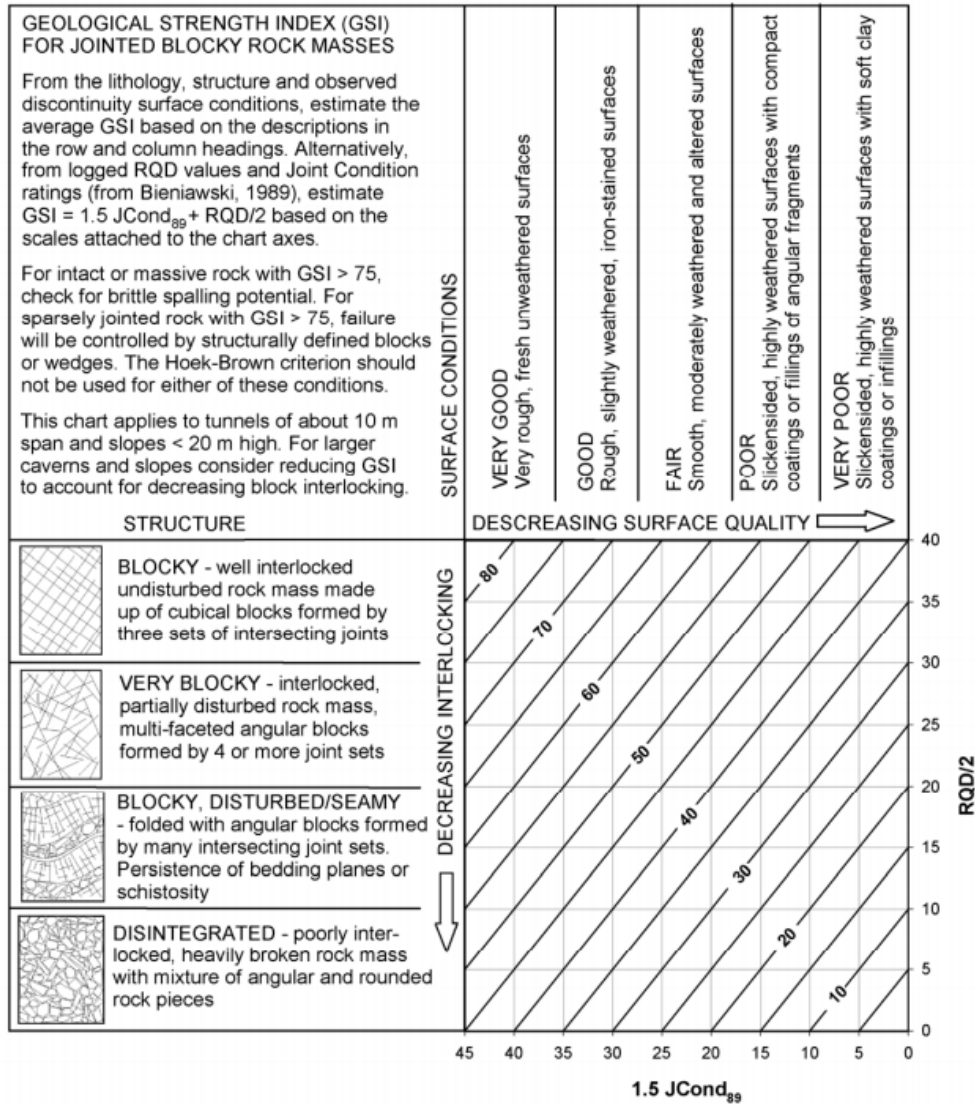 GEOLOGICAL STRENGTH INDEX (GSI)
FOR JOINTED BLOCKY ROCK MASSES
From the lithology, structure and observed
discontinuity surface conditions, estimate the
average GSI based on the descriptions in
the row and column headings. Alternatively,
from logged RQD values and Joint Condition
ratings (from Bieniawski, 1989), estimate
GSI = 1.5 JCond89 + RQD/2 based on the
scales attached to the chart axes.
For intact or massive rock with GSI > 75,
check for brittle spalling potential. For
sparsely jointed rock with GSI > 75, failure
will be controlled by structurally defined blocks
or wedges. The Hoek-Brown criterion should
not be used for either of these conditions.
This chart applies to tunnels of about 10 m
span and slopes < 20 m high. For larger
caverns and slopes consider reducing GSI
to account for decreasing block interlocking.
SURFACE CONDITIONS
VERY GOOD
Very rough, fresh unweathered surfaces
GOOD
Rough, slightly weathered, iron-stained surfaces
FAIR
Smooth, moderately weathered and altered surfaces
POOR
Slickensided, highly weathered surfaces with compact
coatings or fillings of angular fragments
VERY POOR
Slickensided, highly weathered surfaces with soft clay
coatings or infillings
STRUCTURE
DESCREASING SURFACE QUALITY
BLOCKY - well interlocked
undisturbed rock mass made
up of cubical blocks formed by
three sets of intersecting joints
VERY BLOCKY - interlocked,
partially disturbed rock mass,
multi-faceted angular blocks
formed by 4 or more joint sets
BLOCKY, DISTURBED/SEAMY
- folded with angular blocks formed
by many intersecting joint sets.
Persistence of bedding planes or
schistosity
DISINTEGRATED - poorly inter-
locked, heavily broken rock mass
with mixture of angular and rounded
rock pieces
DECREASING INTERLOCKING
80
70
60
50
40
30
20
10
40
35
30
25
20
15
10
5
0
RQD/2
45 40 35 30 25 20 15 10 5 0
1.5 JCond89